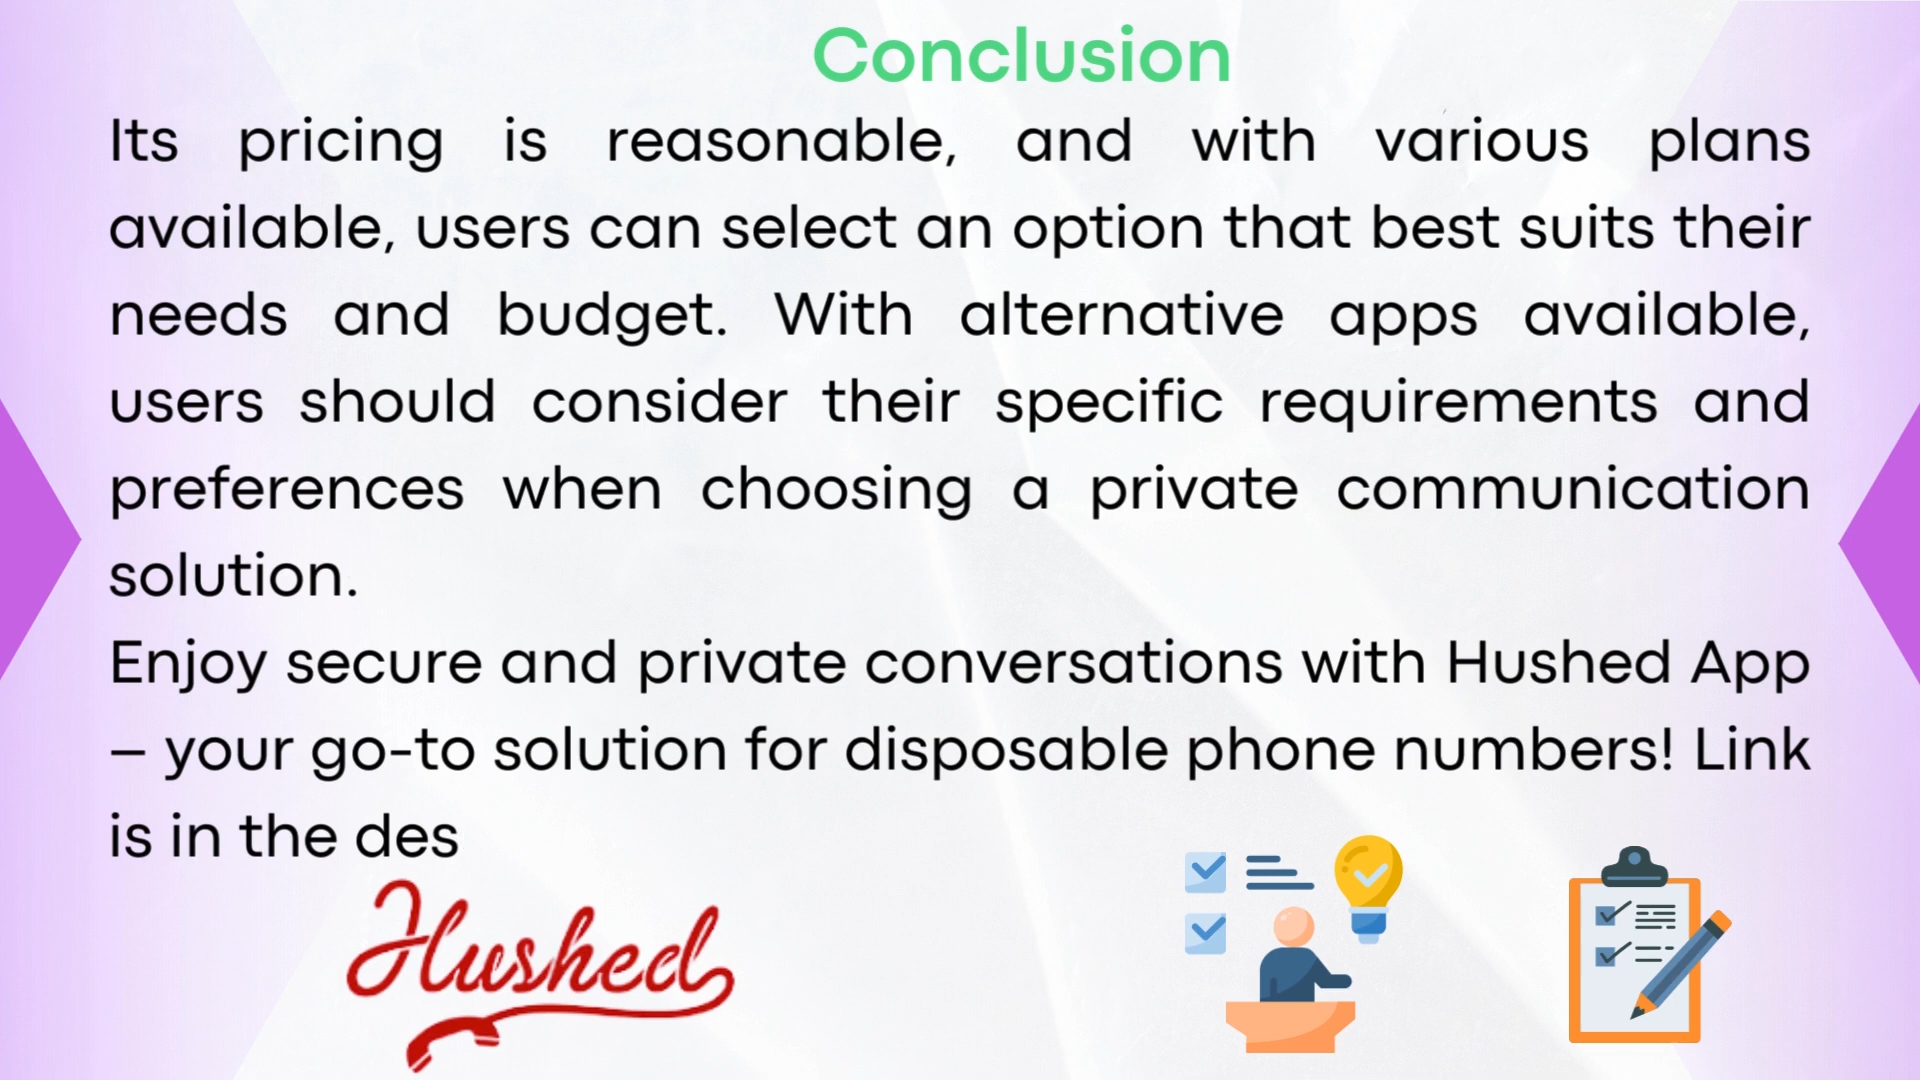 Conclusion
Its pricing is reasonable, and with various plans
available, users can select an option that best suits their
needs and budget. With alternative apps available,
users should consider their specific requirements and
preferences when choosing a private communication
solution.
Enjoy secure and private conversations with Hushed App
– your go-to solution for disposable phone numbers! Link
is in the des
Hushed